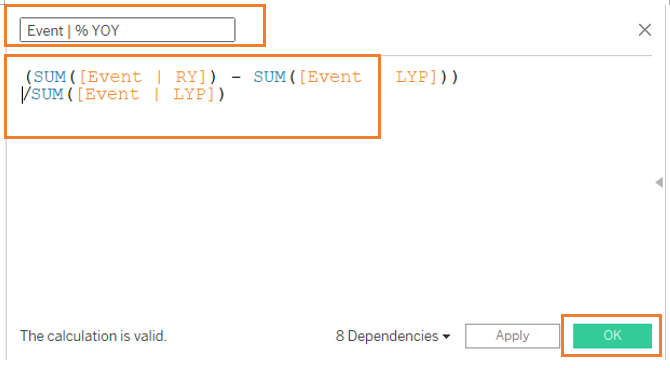 Event | % YOY
(SUM([Event | RY]) - SUM([Event   LYP]))
/SUM([Event | LYP])
The calculation is valid.
8 Dependencies
Apply
OK